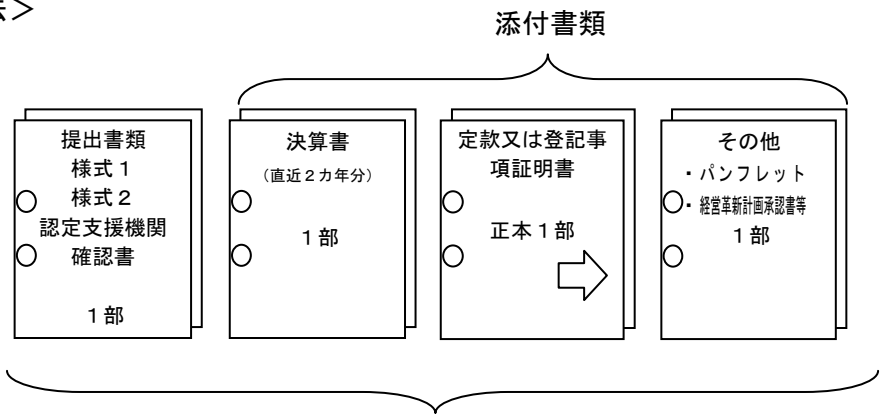 法＞
添付書類
提出書類
様式１
様式２
認定支援機関
確認書
１部
決算書
（直近２カ年分）
１部
定款又は登記事
項証明書
正本１部
その他
・パンフレット
・経営革新計画承認書等
１部